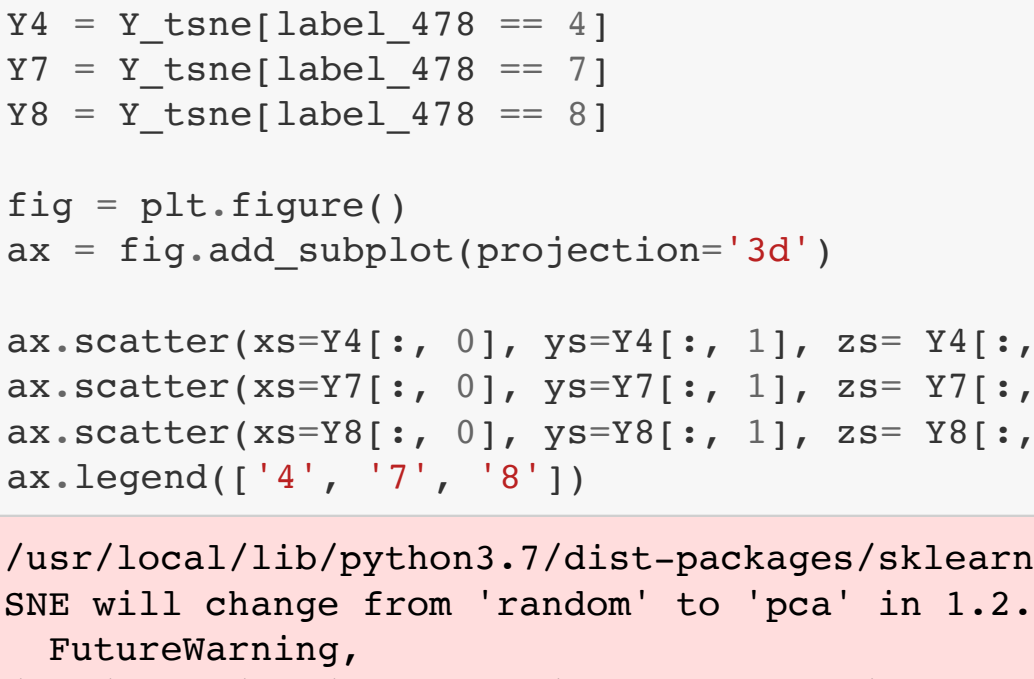 Y4 = Y_tsne[label_478 == 4]
Y7 = Y_tsne[label_478 == 7]
Y8 = Y_tsne[label_478 == 8]
fig = plt.figure()
ax = fig.add_subplot(projection='3d')
ax.scatter(xs=Y4[:, 0], ys=Y4[:, 1], zs= Y4[:,
ax.scatter(xs=Y7[:, 0], ys=Y7[:, 1], zs= Y7[:,
ax.scatter(xs=Y8[:, 0], ys=Y8[:, 1], zs= Y8[:,
ax.legend(['4', '7', '8'])
/usr/local/lib/python3.7/dist-packages/sklearn
SNE will change from 'random' to 'pca' in 1.2.
FutureWarning,